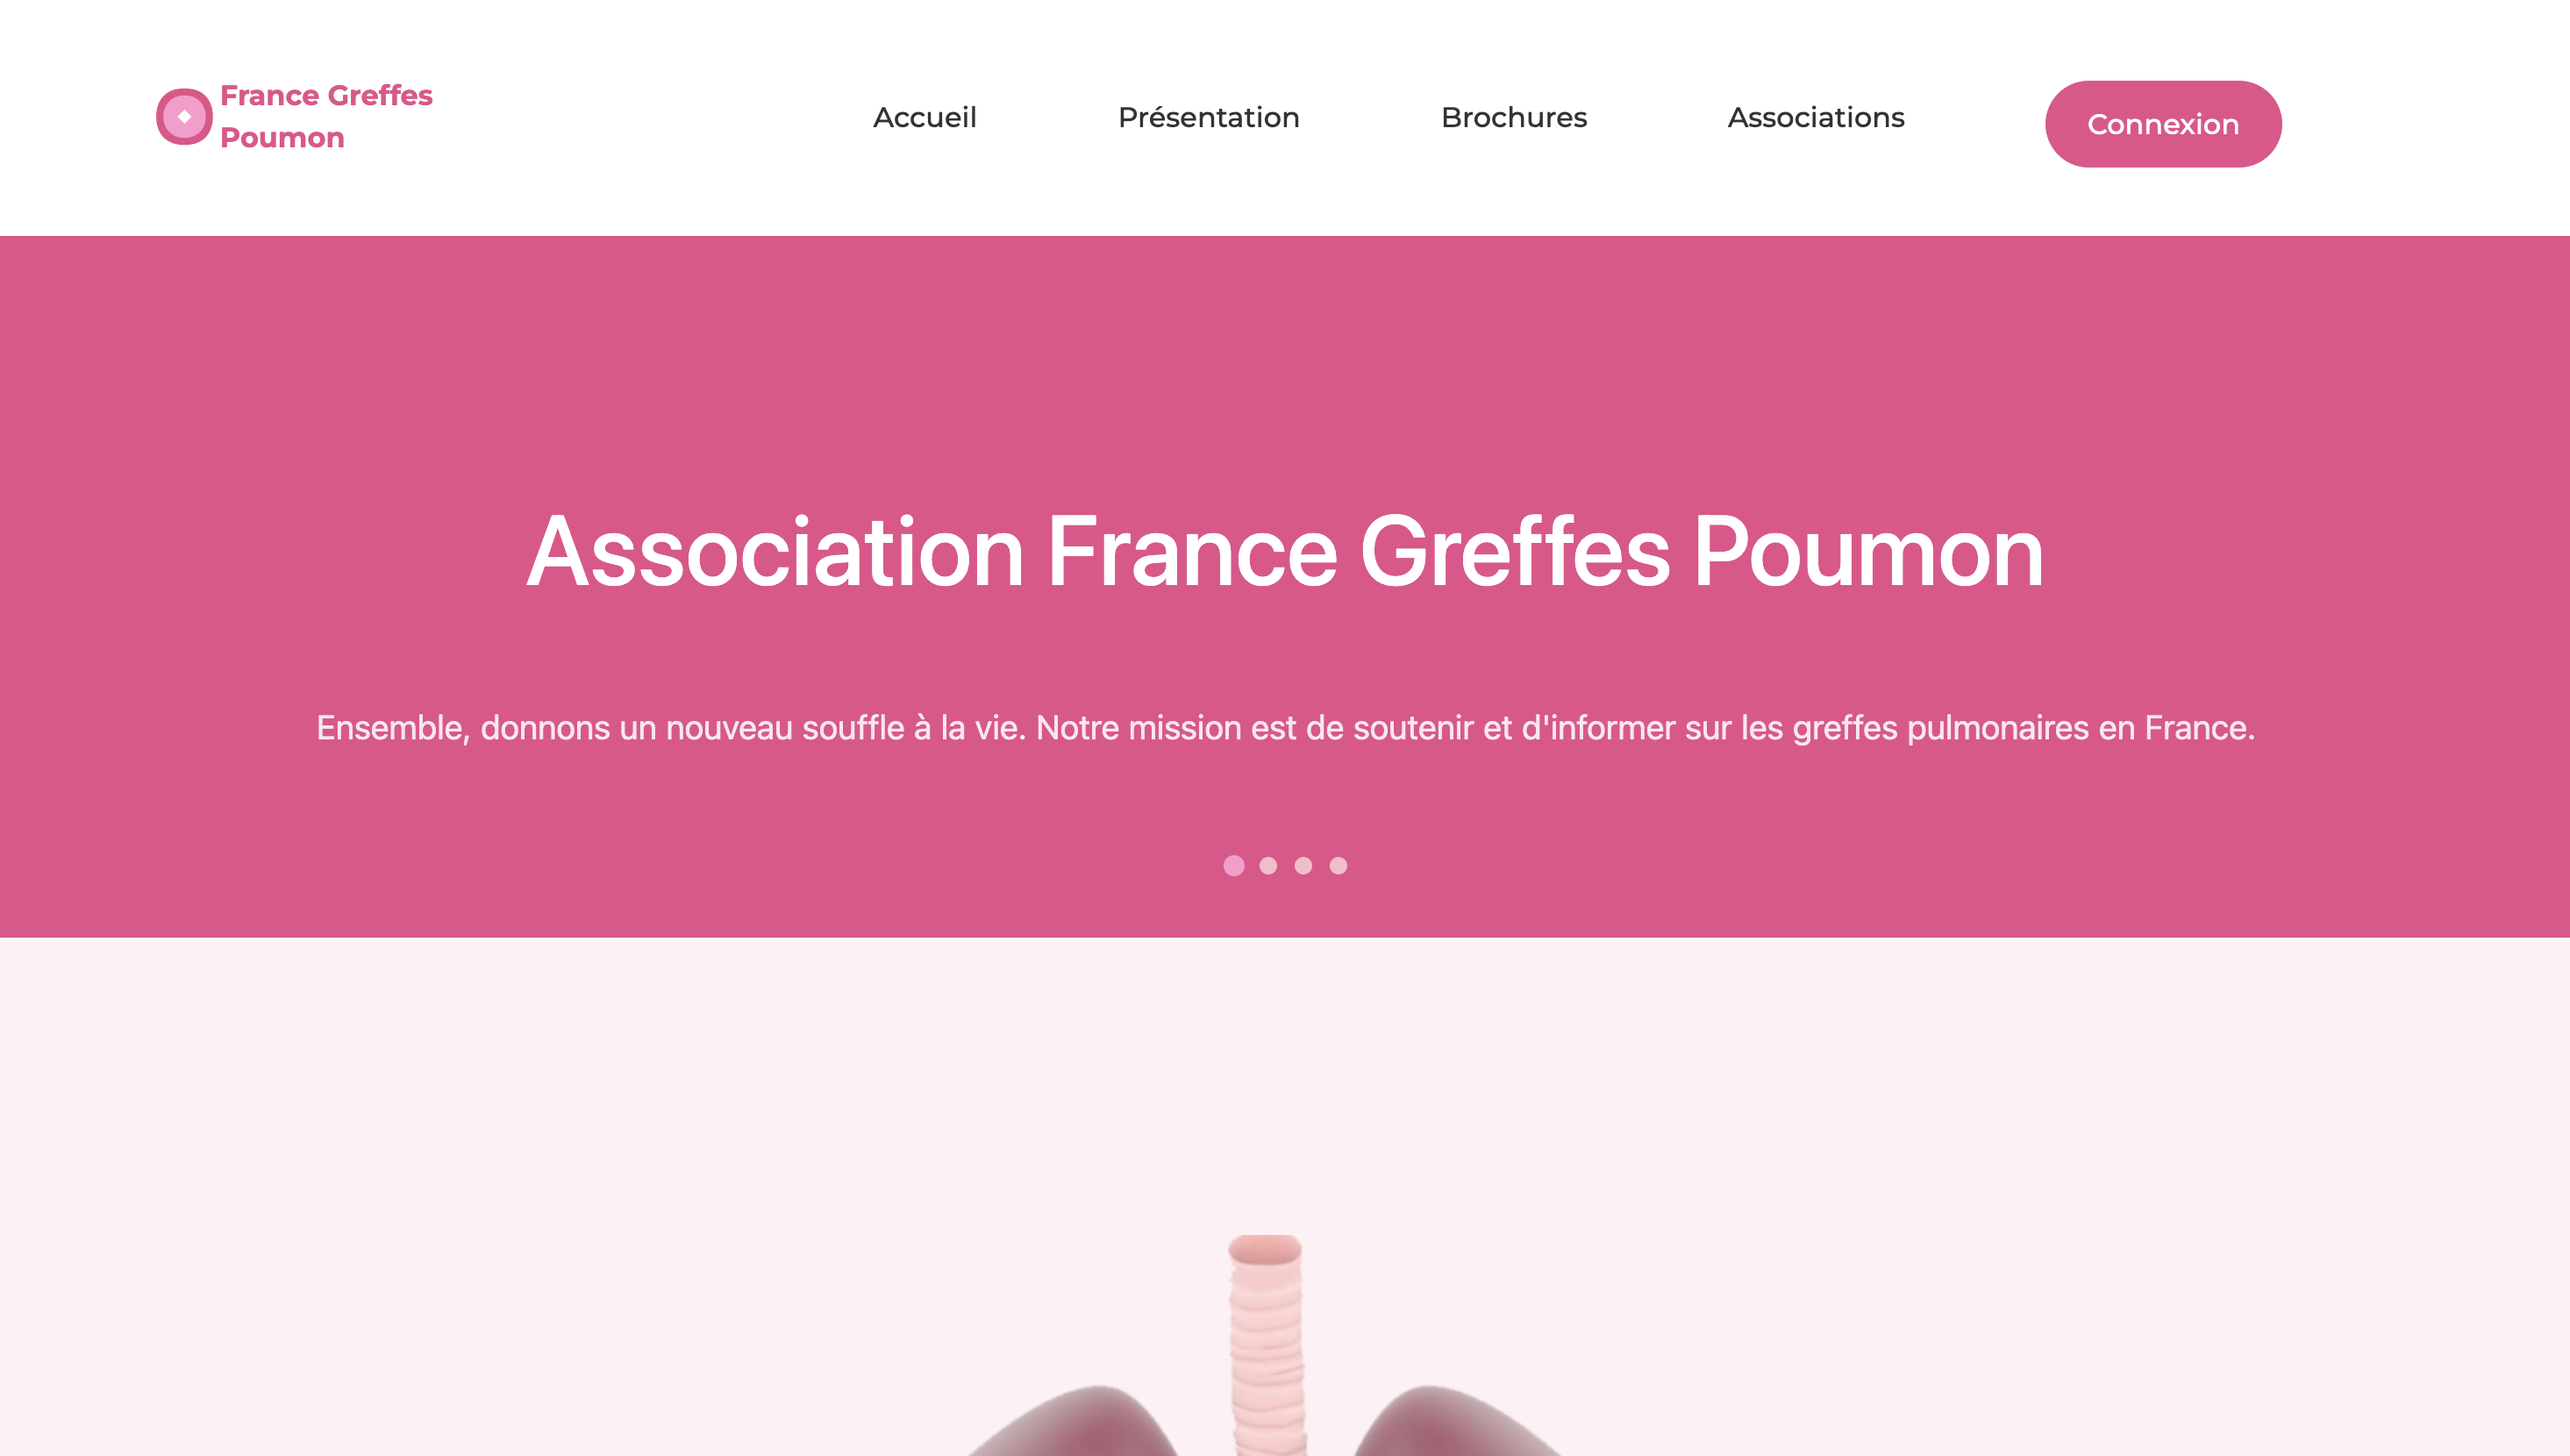 France Greffes
Poumon
Accueil
Présentation
Brochures
Associations
Connexion
Association France Greffes Poumon
Ensemble, donnons un nouveau souffle à la vie. Notre mission est de soutenir et d'informer sur les greffes pulmonaires en France.